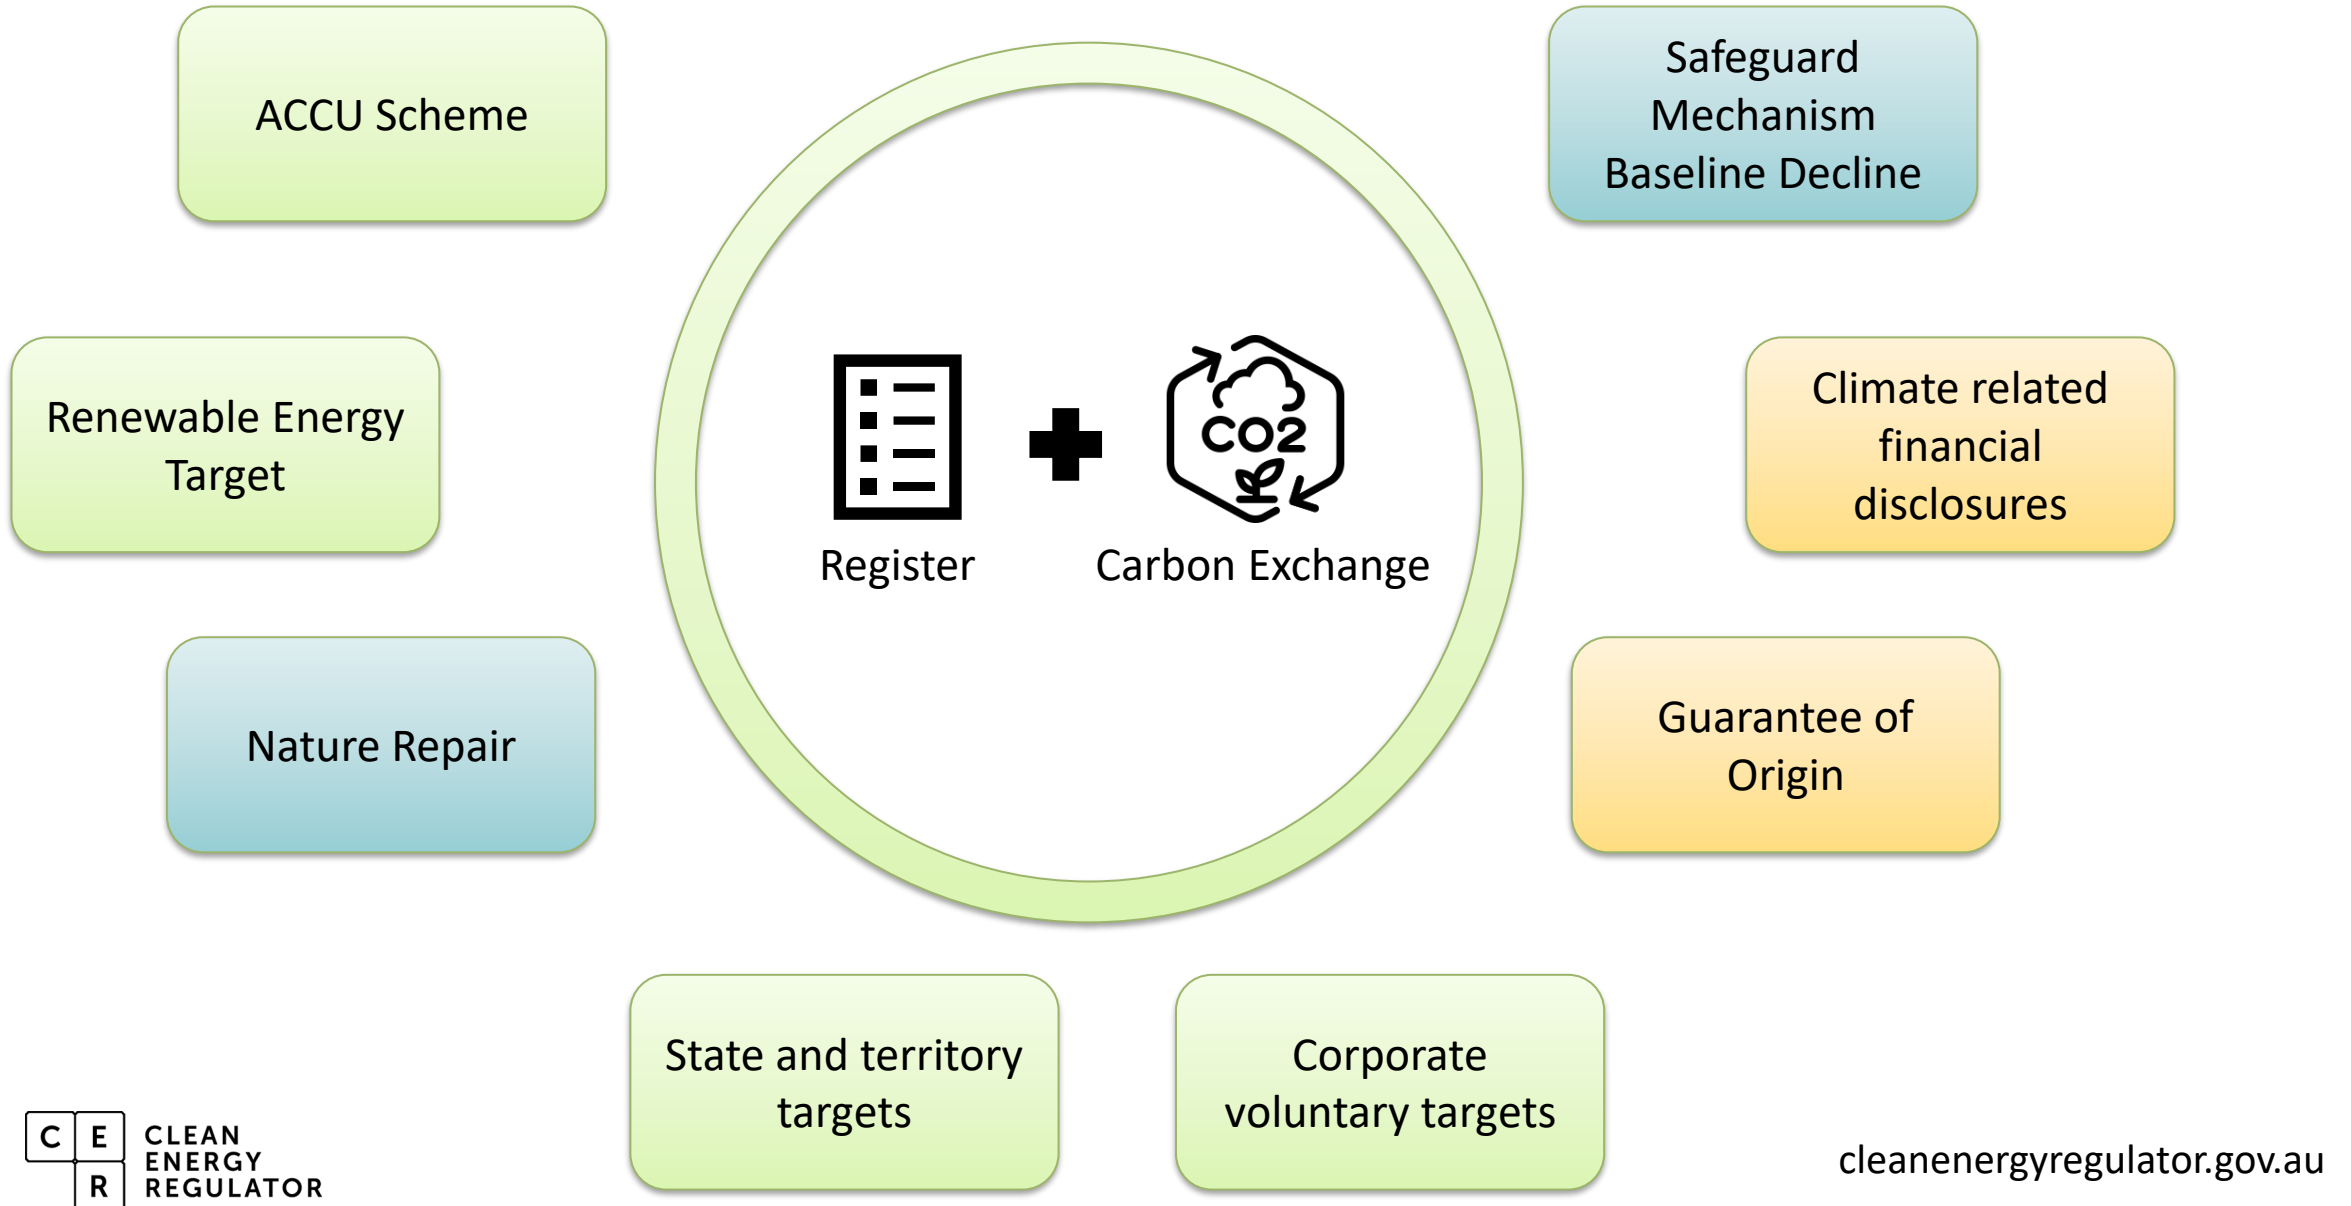 ACCU Scheme
Safeguard
Mechanism
Baseline Decline
Renewable Energy
Target
CO2
Register
Carbon Exchange
Climate related
financial
disclosures
Nature Repair
Guarantee of
Origin
State and territory
targets
Corporate
voluntary targets
C E
R
CLEAN
ENERGY
REGULATOR
cleanenergyregulator.gov.au